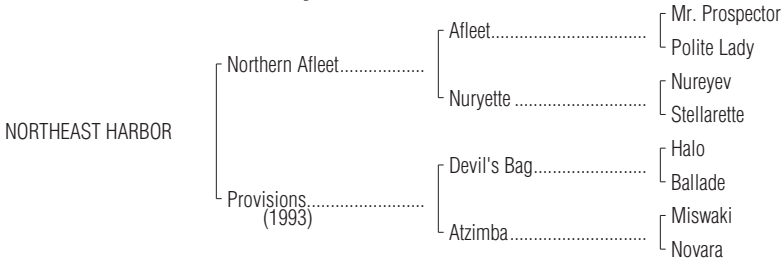 Mr. Prospector
Afleet..................................
Polite Lady
Northern Afleet..................
Nureyev
Nuryette .............................
Stellarette
NORTHEAST HARBOR
Halo
Devil's Bag.........................
Ballade
Provisions.........................
(1993)
Miswaki
Atzimba..............................
Novara